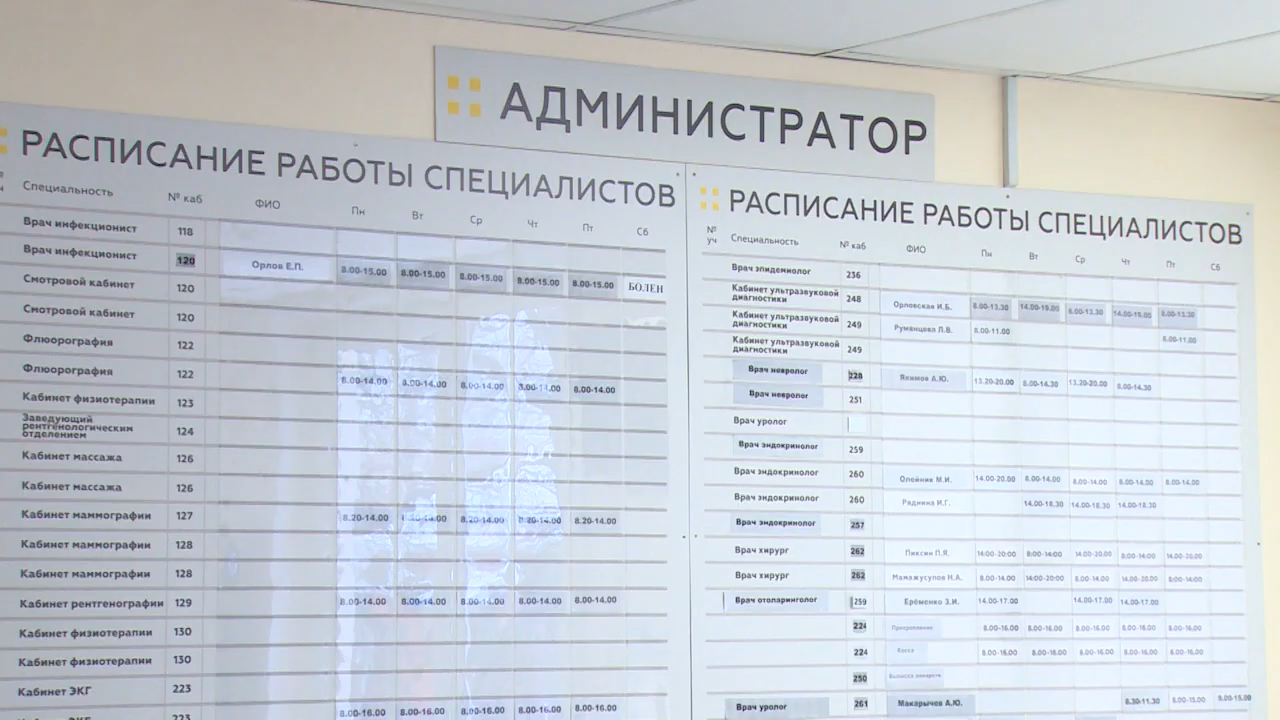 АДМИНИСТРАТОР
РАСПИСАНИЕ РАБОТЫ СПЕЦИАЛИСТОВ
Специальность № каб ФИО Пн Вт Ср Чт Пт Сб
Врач инфекционист 118
Врач инфекционист 120 Орлов Е.П. 8.00-15.00 8.00-15.00 8.00-15.00 8.00-15.00 8.00-15.00 БОЛЕН
Смотровой кабинет 120
Смотровой кабинет 120
Флюорография 122
Флюорография 122 8.00-14.00 8.00-14.00 8.00-14.00 8.00-14.00 8.00-14.00
Кабинет физиотерапии 123
Заведующий
рентгенологическим
отделением 124
Кабинет массажа 126
Кабинет массажа 126
Кабинет маммографии 127 8.20-14.00 8.20-14.00 8.20-14.00 8.20-14.00 8.20-14.00
Кабинет маммографии 128
Кабинет маммографии 128
Кабинет рентгенографии 129 8.00-14.00 8.00-14.00 8.00-14.00 8.00-14.00 8.00-14.00
Кабинет физиотерапии 130
Кабинет физиотерапии 130
Кабинет ЭКГ 223
223 8.00-16.00 8.00-16.00 8.00-16.00 8.00-16.00 8.00-16.00
РАСПИСАНИЕ РАБОТЫ СПЕЦИАЛИСТОВ
№ уч Специальность № каб ФИО Пн Вт Ср Чт Пт Сб
Врач эпидемиолог 236
Кабинет ультразвуковой
диагностики 248 Орловская И.Б. 8.00-13.30 14.00-19.05 8.00-13.30 14.00-19.05 8.00-13.30
Кабинет ультразвуковой
диагностики 249 Румянцева Л.В. 8.00-11.00 8.00-11.00
Кабинет ультразвуковой
диагностики 249
Врач невролог 228 Якимов А.Ю. 13.20-20.00 8.00-14.30 13.20-20.00 8.00-14.30
Врач невролог 251
Врач уролог
Врач эндокринолог 259
Врач эндокринолог 260 Олейник М.И. 14.00-20.00 8.00-14.00 8.00-14.00 8.00-14.00 8.00-14.00
Врач эндокринолог 260 Раднина И.Г. 14.00-18.30 14.00-18.30 14.00-18.30
Врач эндокринолог 257
Врач хирург 262 Пиксин П.Я. 14:00-20:00 8:00-14:00 14.00-20.00 8:00-14:00 14.00-20.00
Врач хирург 262 Мамажусупов Н.А. 8.00-14.00 14:00-20:00 8.00-14.00 14.00-20.00 8:00-14:00
Врач отоларинголог 259 Ерёменко З.И. 14.00-17.00 14.00-17.00 14.00-17.00
224 Прикрепление 8.00-16.00 8.00-16.00 8.00-16.00 8.00-16.00 8.00-16.00
224 Касса 8.00-16.00 8.00-16.00 8.00-16.00 8.00-16.00 8.00-16.00
250 Выписка лекарств
Врач уролог 261 Макарычев А.Ю. 8.30-11.30 8.00-15.00 9.00-15.00